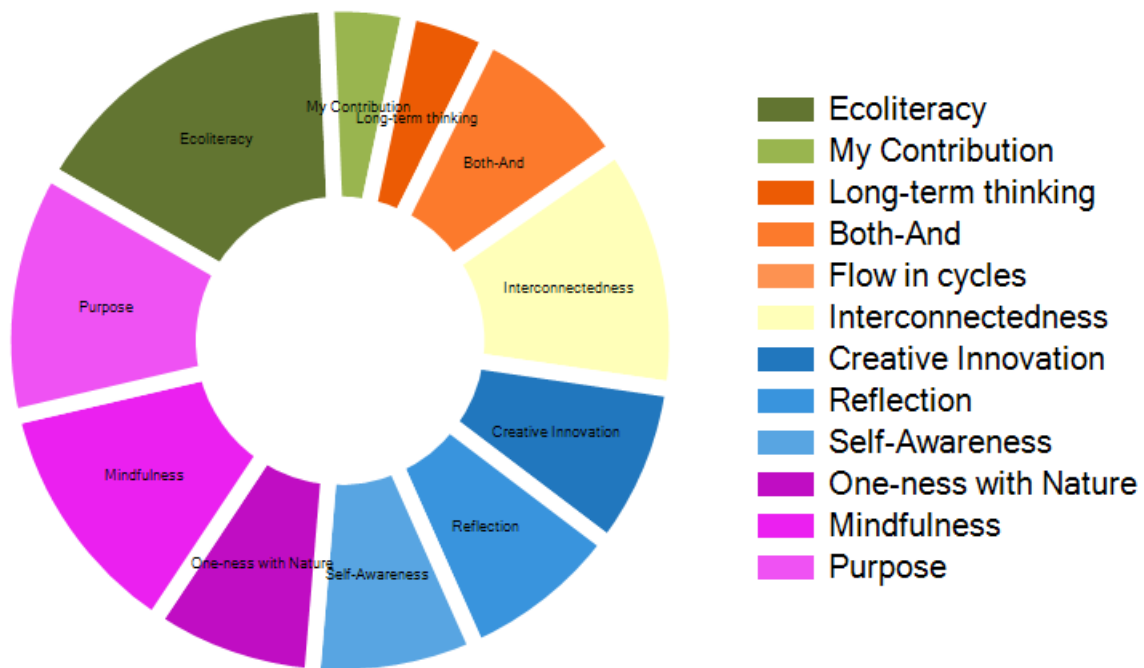 My Contribution
Long-term thinking
Ecoliteracy
Both-And
Interconnectedness
Purpose
Creative Innovation
Mindfulness
Reflection
One-ness with Nature
Self-Awareness
Ecoliteracy
My Contribution
Long-term thinking
Both-And
Flow in cycles
Interconnectedness
Creative Innovation
Reflection
Self-Awareness
One-ness with Nature
Mindfulness
Purpose